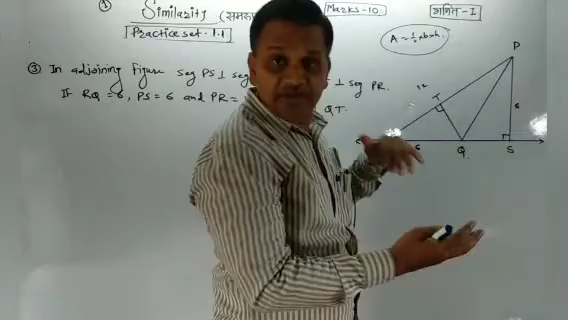 ①
Similarity
Marks-10.
गणित-I
Practice set. 1.1
A = ½ b×h.
③ In adjoining figure seg PS ⊥ seg ⊥ seg PR.
If RQ = 6, PS = 6 and PR = QT.
P
12
T
6
6
Q.
S